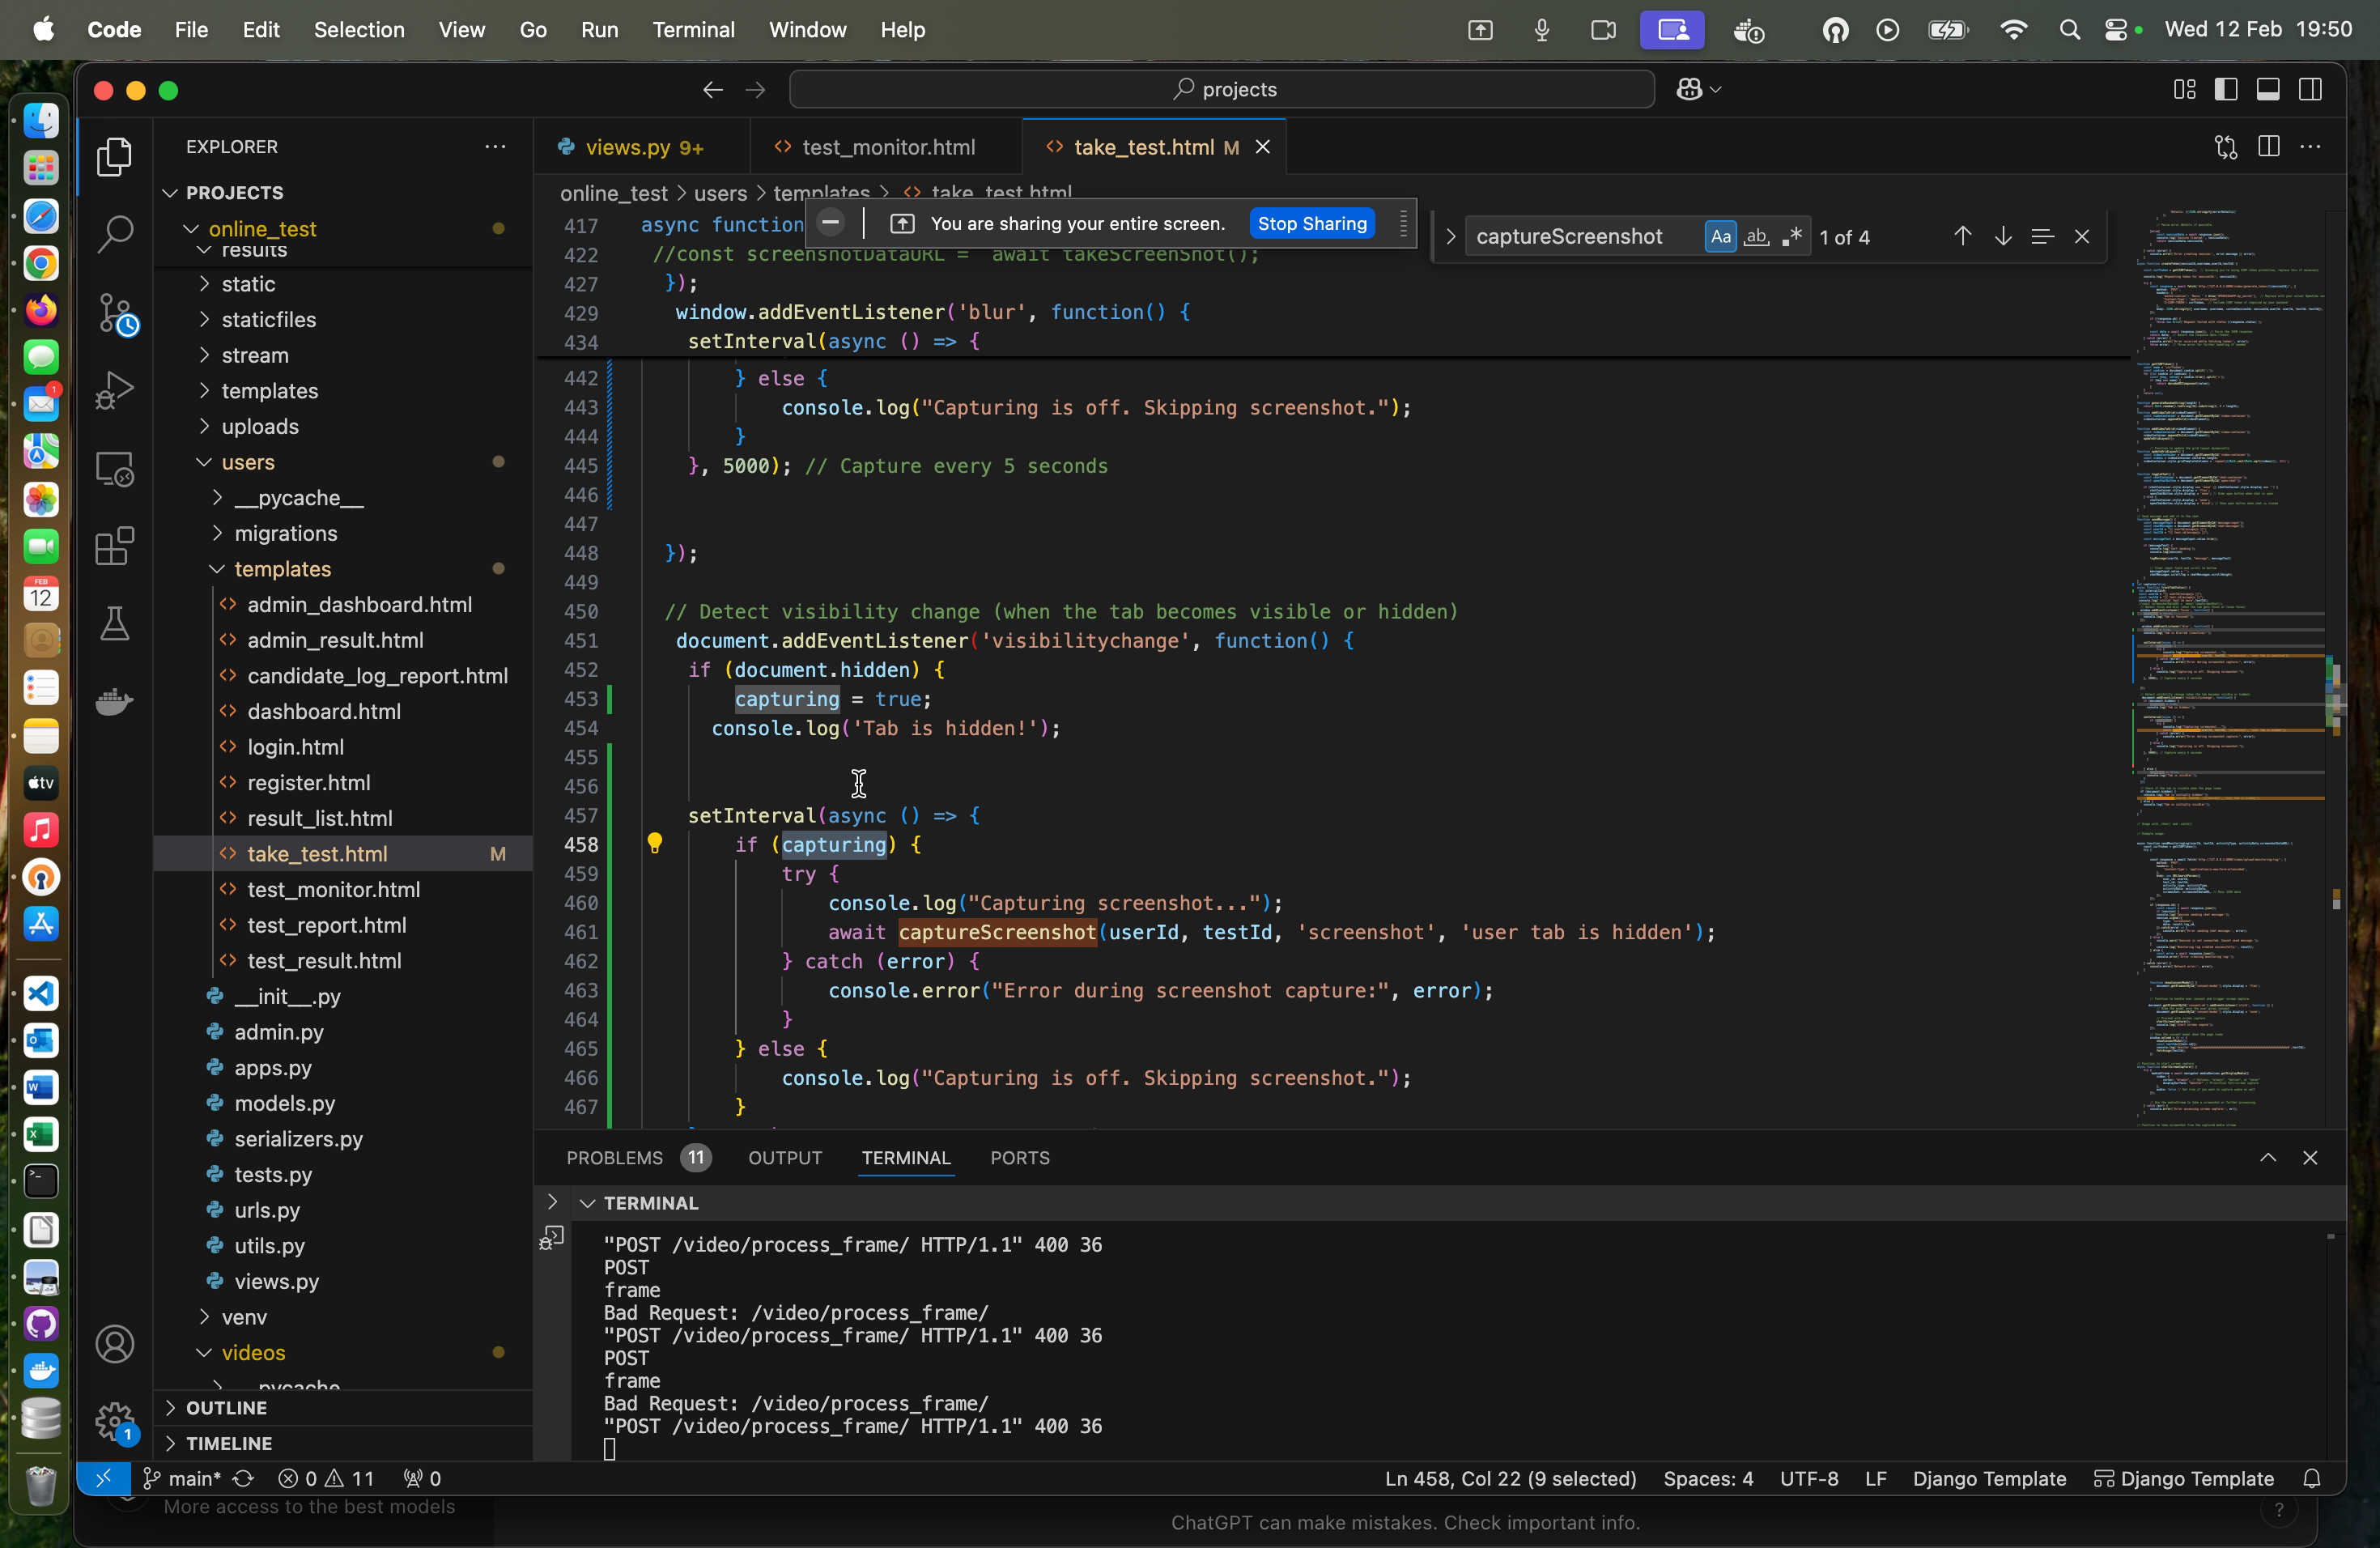 Code File Edit Selection View Go Run Terminal Window Help
Wed 12 Feb 19:50
projects
EXPLORER
PROJECTS
online_test
results
static
staticfiles
stream
templates
uploads
users
__pycache__
migrations
templates
admin_dashboard.html
admin_result.html
candidate_log_report.html
dashboard.html
login.html
register.html
result_list.html
take_test.html M
test_monitor.html
test_report.html
test_result.html
__init__.py
admin.py
apps.py
models.py
serializers.py
tests.py
urls.py
utils.py
views.py
venv
videos
pycache
OUTLINE
TIMELINE
views.py 9+
test_monitor.html
take_test.html M
online_test > users > templates > take_test.html
You are sharing your entire screen. Stop Sharing
captureScreenshot Aa ab 1 of 4
417 async function
422 //const screenshotDataURL = await takeScreenShot();
427 });
429 window.addEventListener('blur', function() {
434 setInterval(async () => {
442 } else {
443 console.log("Capturing is off. Skipping screenshot.");
444 }
445 }, 5000); // Capture every 5 seconds
446
447
448 });
449
450 // Detect visibility change (when the tab becomes visible or hidden)
451 document.addEventListener('visibilitychange', function() {
452 if (document.hidden) {
453 capturing = true;
454 console.log('Tab is hidden!');
455
456
457 setInterval(async () => {
458 if (capturing) {
459 try {
460 console.log("Capturing screenshot...");
461 await captureScreenshot(userId, testId, 'screenshot', 'user tab is hidden');
462 } catch (error) {
463 console.error("Error during screenshot capture:", error);
464 }
465 } else {
466 console.log("Capturing is off. Skipping screenshot.");
467 }
PROBLEMS 11 OUTPUT TERMINAL PORTS
TERMINAL
"POST /video/process_frame/ HTTP/1.1" 400 36
POST
frame
Bad Request: /video/process_frame/
"POST /video/process_frame/ HTTP/1.1" 400 36
POST
frame
Bad Request: /video/process_frame/
"POST /video/process_frame/ HTTP/1.1" 400 36
main* 0 11 0
Ln 458, Col 22 (9 selected) Spaces: 4 UTF-8 LF Django Template Django Template
More access to the best models
ChatGPT can make mistakes. Check important info.
?
1
FEB
12
tv
1